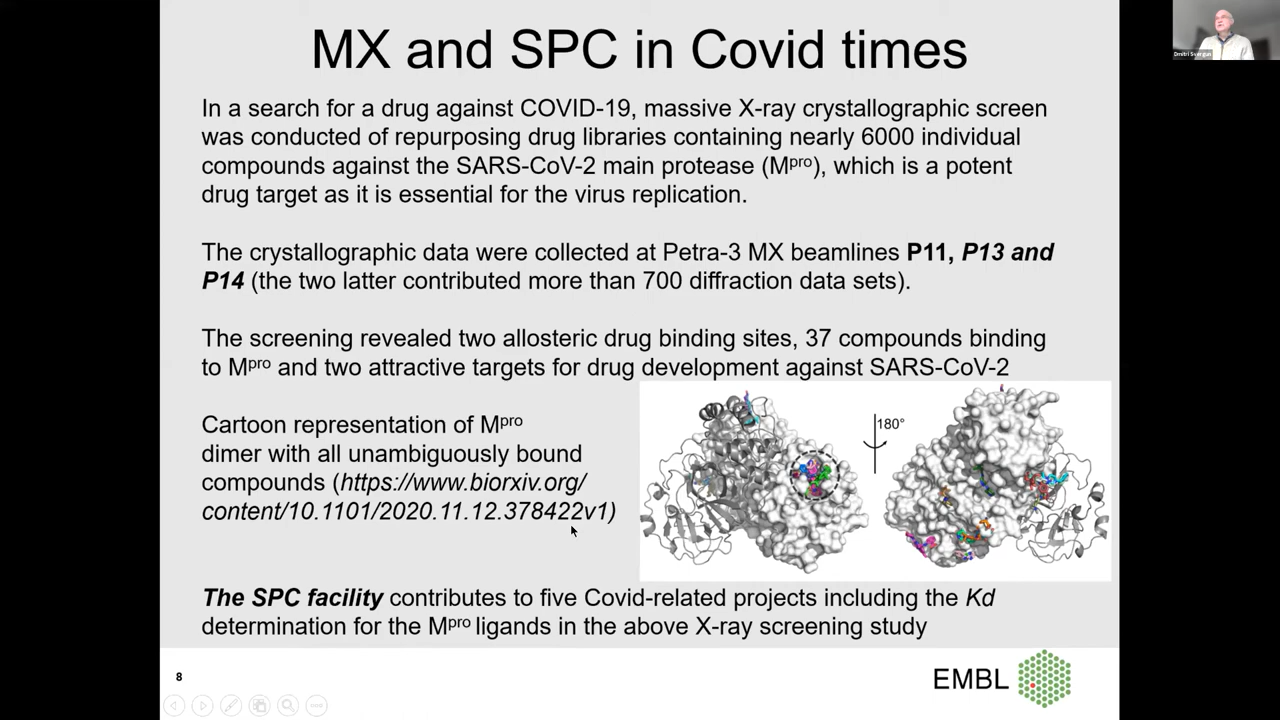 MX and SPC in Covid times
Dmitri Svergun
In a search for a drug against COVID-19, massive X-ray crystallographic screen
was conducted of repurposing drug libraries containing nearly 6000 individual
compounds against the SARS-CoV-2 main protease (Mpro), which is a potent
drug target as it is essential for the virus replication.
The crystallographic data were collected at Petra-3 MX beamlines P11, P13 and
P14 (the two latter contributed more than 700 diffraction data sets).
The screening revealed two allosteric drug binding sites, 37 compounds binding
to Mpro and two attractive targets for drug development against SARS-CoV-2
Cartoon representation of Mpro
dimer with all unambiguously bound
compounds (https://www.biorxiv.org/
content/10.1101/2020.11.12.378422v1)
180°
The SPC facility contributes to five Covid-related projects including the Kd
determination for the Mpro ligands in the above X-ray screening study
8
EMBL